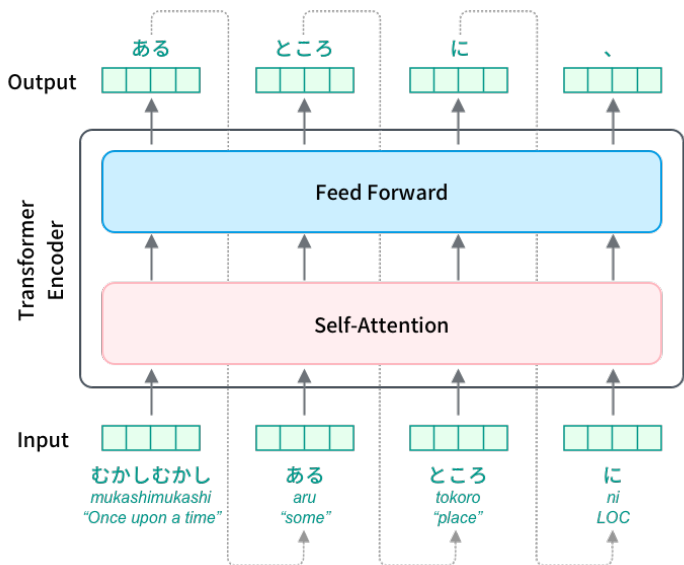 ある ところ に 、
Output
Feed Forward
Transformer
Encoder
Self-Attention
Input
むかしむかし ある ところ に
mukashimukashi aru tokoro ni
“Once upon a time” “some” “place” LOC